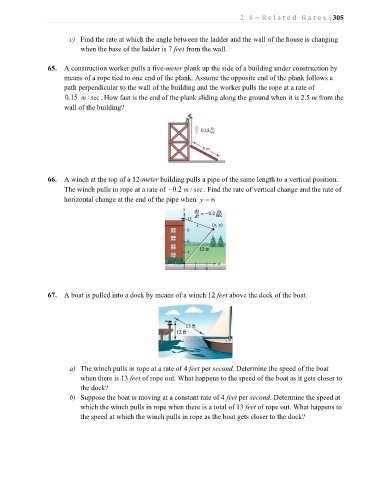 2.8 – Related Rates | 305
c) Find the rate at which the angle between the ladder and the wall of the house is changing
when the base of the ladder is 7 feet from the wall.
65. A construction worker pulls a five-meter plank up the side of a building under construction by
means of a rope tied to one end of the plank. Assume the opposite end of the plank follows a
path perpendicular to the wall of the building and the worker pulls the rope at a rate of
0.15 m / sec . How fast is the end of the plank sliding along the ground when it is 2.5 m from the
wall of the building?
0.15 m/sec
5 m
66. A winch at the top of a 12-meter building pulls a pipe of the same length to a vertical position.
The winch pulls in rope at a rate of −0.2 m / sec . Find the rate of vertical change and the rate of
horizontal change at the end of the pipe when y = 6
y
ds/dt = −0.2 m/sec
12
s (x, y)
9
12 m
3
x
67. A boat is pulled into a dock by means of a winch 12 feet above the deck of the boat.
13 ft
12 ft
a) The winch pulls in rope at a rate of 4 feet per second. Determine the speed of the boat
when there is 13 feet of rope out. What happens to the speed of the boat as it gets closer to
the dock?
b) Suppose the boat is moving at a constant rate of 4 feet per second. Determine the speed at
which the winch pulls in rope when there is a total of 13 feet of rope out. What happens to
the speed at which the winch pulls in rope as the boat gets closer to the dock?